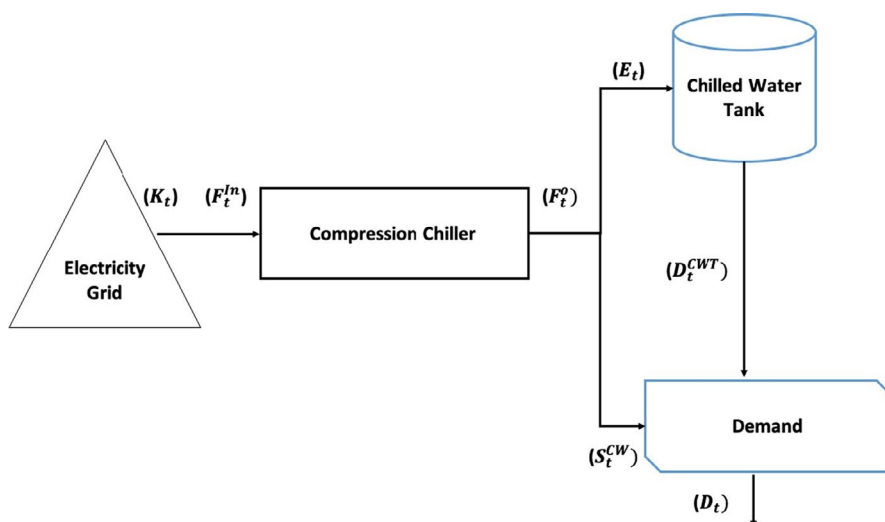 (E_t)
Chilled Water
Tank
(K_t)
(F_t^{In})
(F_t^o)
Compression Chiller
Electricity
Grid
(D_t^{CWT})
Demand
(S_t^{CW})
(D_t)